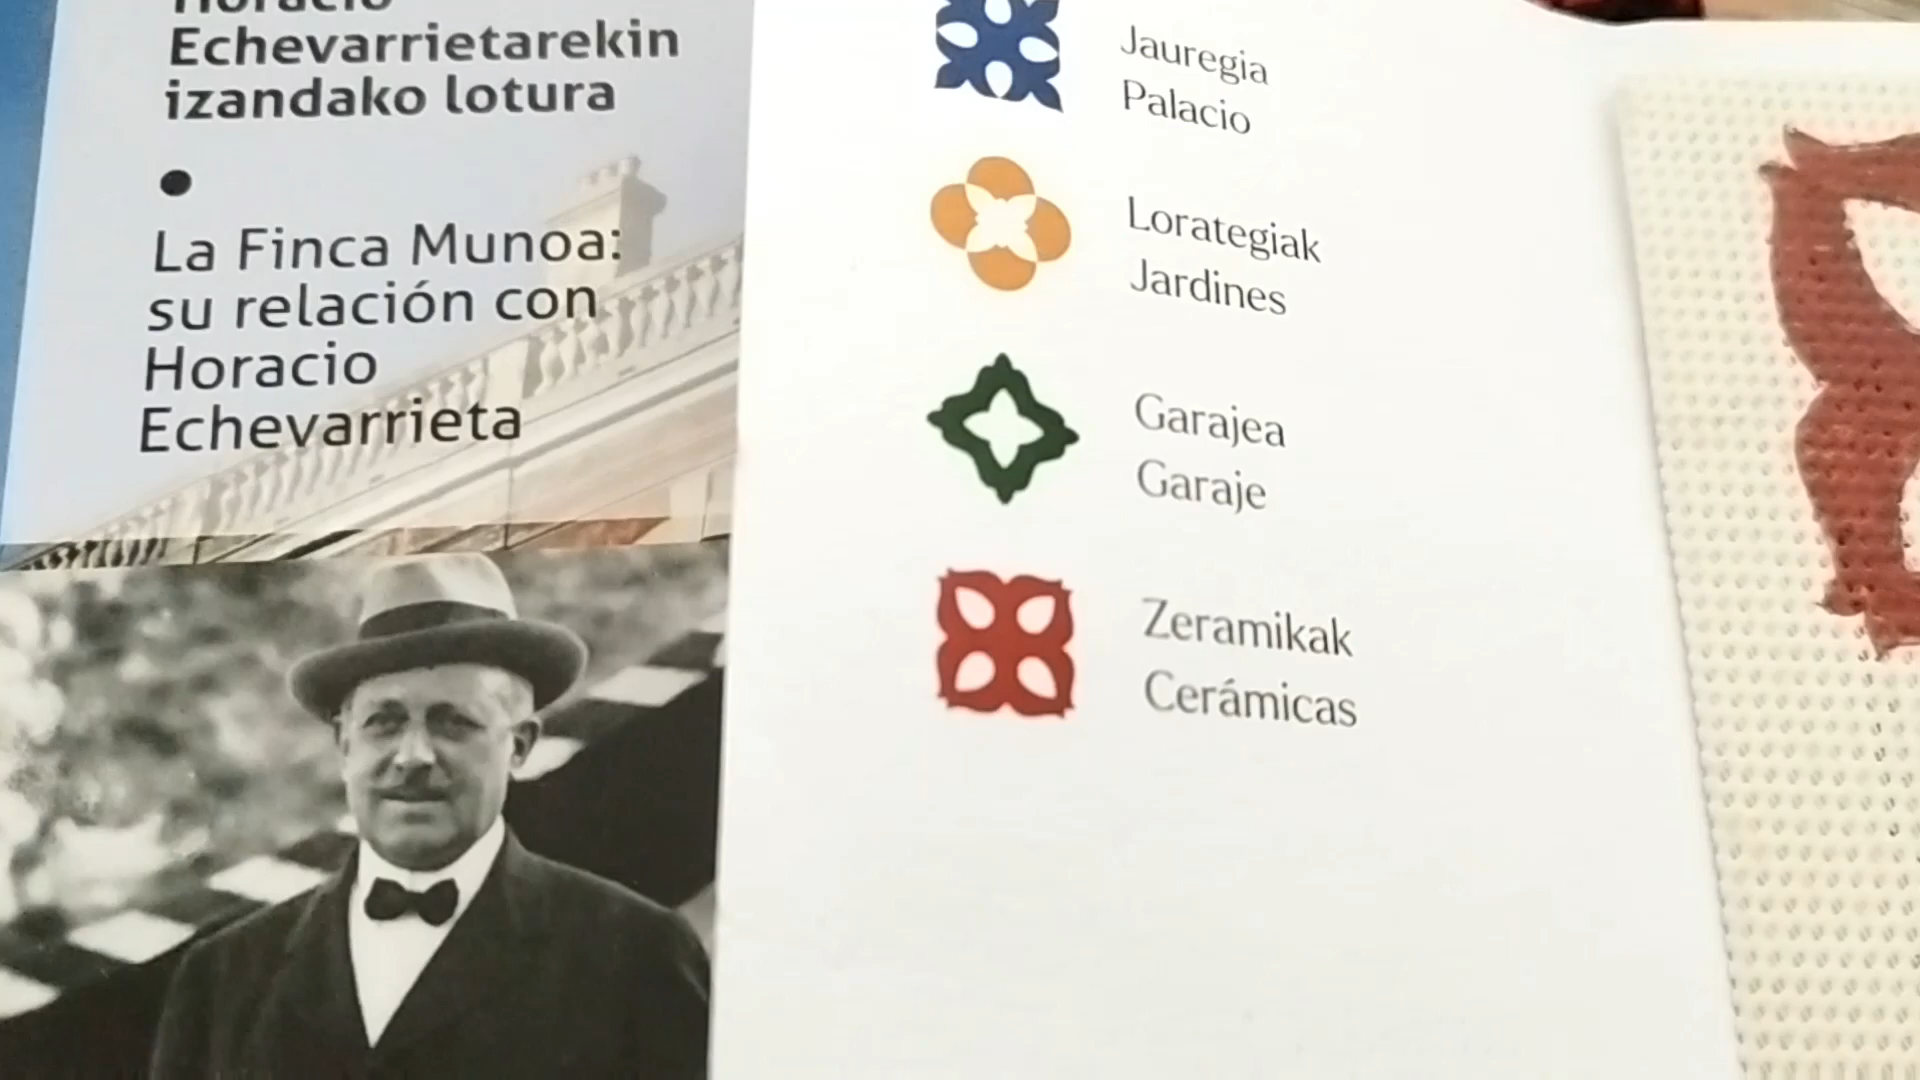 Horacio
Echevarrietarekin
izandako lotura
La Finca Munoa:
su relación con
Horacio
Echevarrieta
Jauregia
Palacio
Lorategiak
Jardines
Garajea
Garaje
Zeramikak
Cerámicas